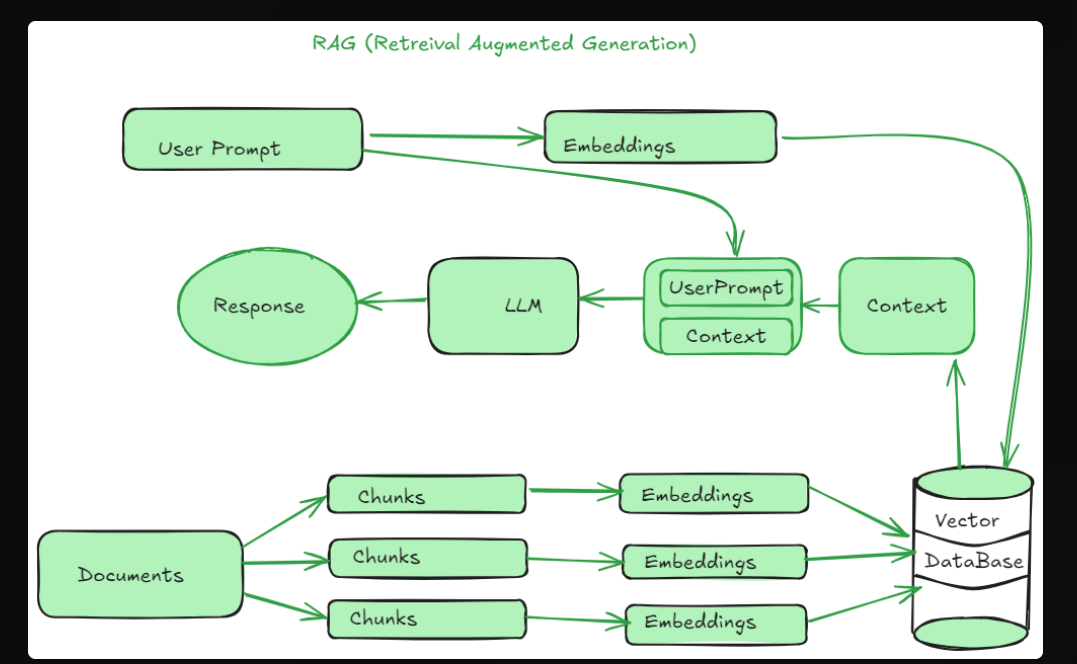 RAG (Retreival Augmented Generation)
User Prompt
Embeddings
Response
LLM
UserPrompt
Context
Context
Chunks
Embeddings
Vector
DataBase
Documents
Chunks
Embeddings
Chunks
Embeddings